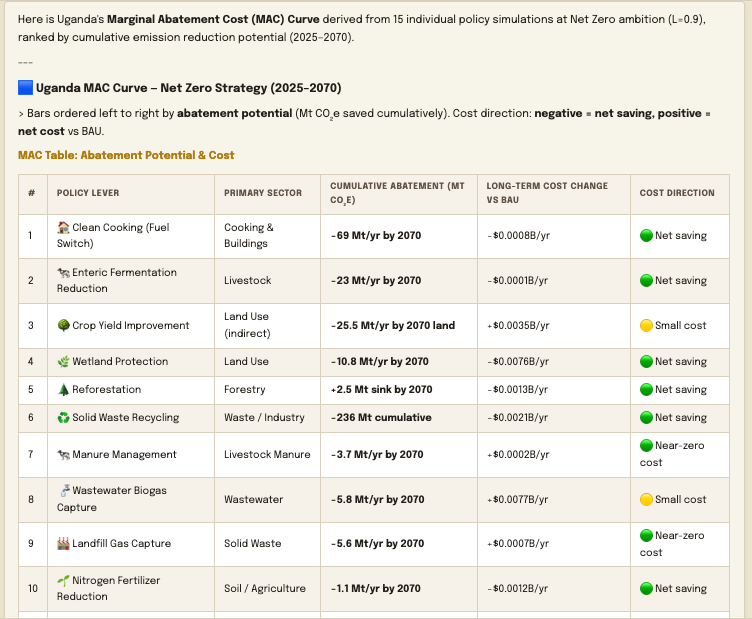 Here is Uganda's Marginal Abatement Cost (MAC) Curve derived from 15 individual policy simulations at Net Zero ambition (L=0.9),
ranked by cumulative emission reduction potential (2025–2070).
---
🟦 Uganda MAC Curve — Net Zero Strategy (2025–2070)
> Bars ordered left to right by abatement potential (Mt CO₂e saved cumulatively). Cost direction: negative = net saving, positive =
net cost vs BAU.
MAC Table: Abatement Potential & Cost
# POLICY LEVER PRIMARY SECTOR CUMULATIVE ABATEMENT (MT LONG-TERM COST CHANGE COST DIRECTION
CO₂E) VS BAU
1 🏠 Clean Cooking (Fuel Cooking & −69 Mt/yr by 2070 −$0.0008B/yr 🟢 Net saving
Switch) Buildings
2 🐄 Enteric Fermentation Livestock −23 Mt/yr by 2070 −$0.0001B/yr 🟢 Net saving
Reduction
3 🌳 Crop Yield Improvement Land Use −25.5 Mt/yr by 2070 land +$0.0035B/yr 🟡 Small cost
(indirect)
4 🌿 Wetland Protection Land Use −10.8 Mt/yr by 2070 −$0.0076B/yr 🟢 Net saving
5 🌲 Reforestation Forestry +2.5 Mt sink by 2070 −$0.0013B/yr 🟢 Net saving
6 ♻️ Solid Waste Recycling Waste / Industry −236 Mt cumulative −$0.0021B/yr 🟢 Net saving
7 🐄 Manure Management Livestock Manure −3.7 Mt/yr by 2070 +$0.0002B/yr 🟢 Near-zero
cost
8 🚰 Wastewater Biogas Wastewater −5.8 Mt/yr by 2070 +$0.0077B/yr 🟡 Small cost
Capture
9 🏭 Landfill Gas Capture Solid Waste −5.6 Mt/yr by 2070 +$0.0007B/yr 🟢 Near-zero
cost
10 🌱 Nitrogen Fertilizer Soil / Agriculture −1.1 Mt/yr by 2070 −$0.0012B/yr 🟢 Net saving
Reduction